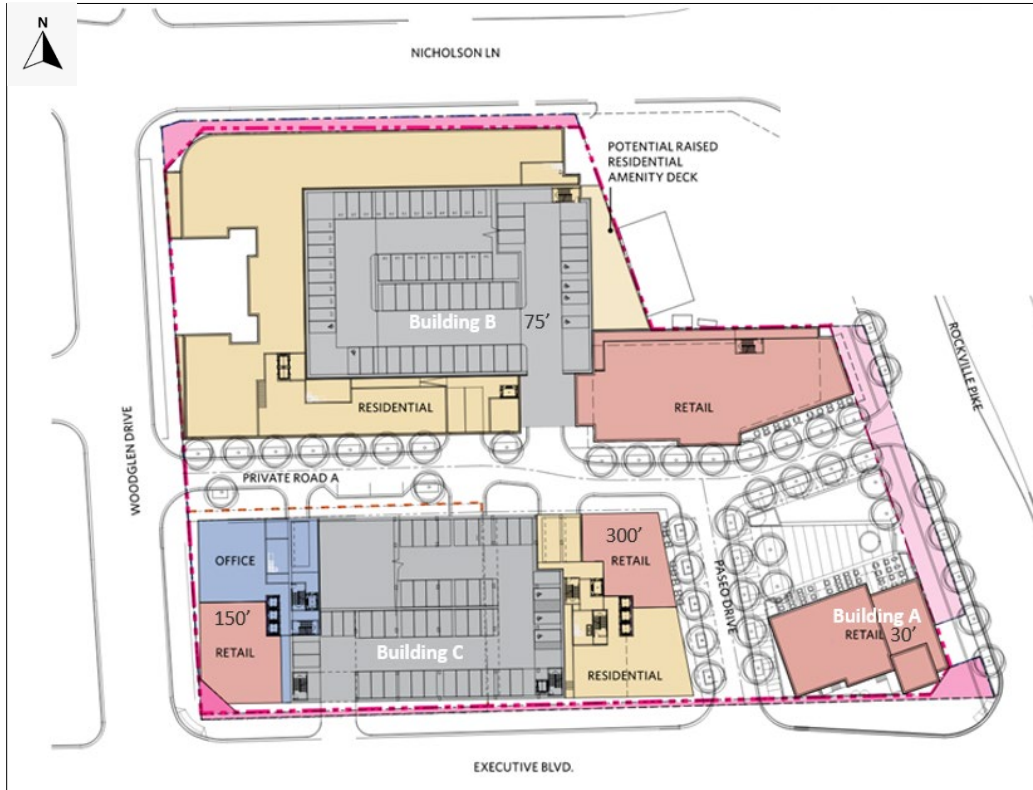 N
NICHOLSON LN
POTENTIAL RAISED
RESIDENTIAL
AMENITY DECK
Building B
75’
RESIDENTIAL
RETAIL
ROCKVILLE PIKE
WOODGLEN DRIVE
PRIVATE ROAD A
OFFICE
300’
RETAIL
PASEO DRIVE
150’
RETAIL
Building C
RESIDENTIAL
Building A
RETAIL
30’
EXECUTIVE BLVD.